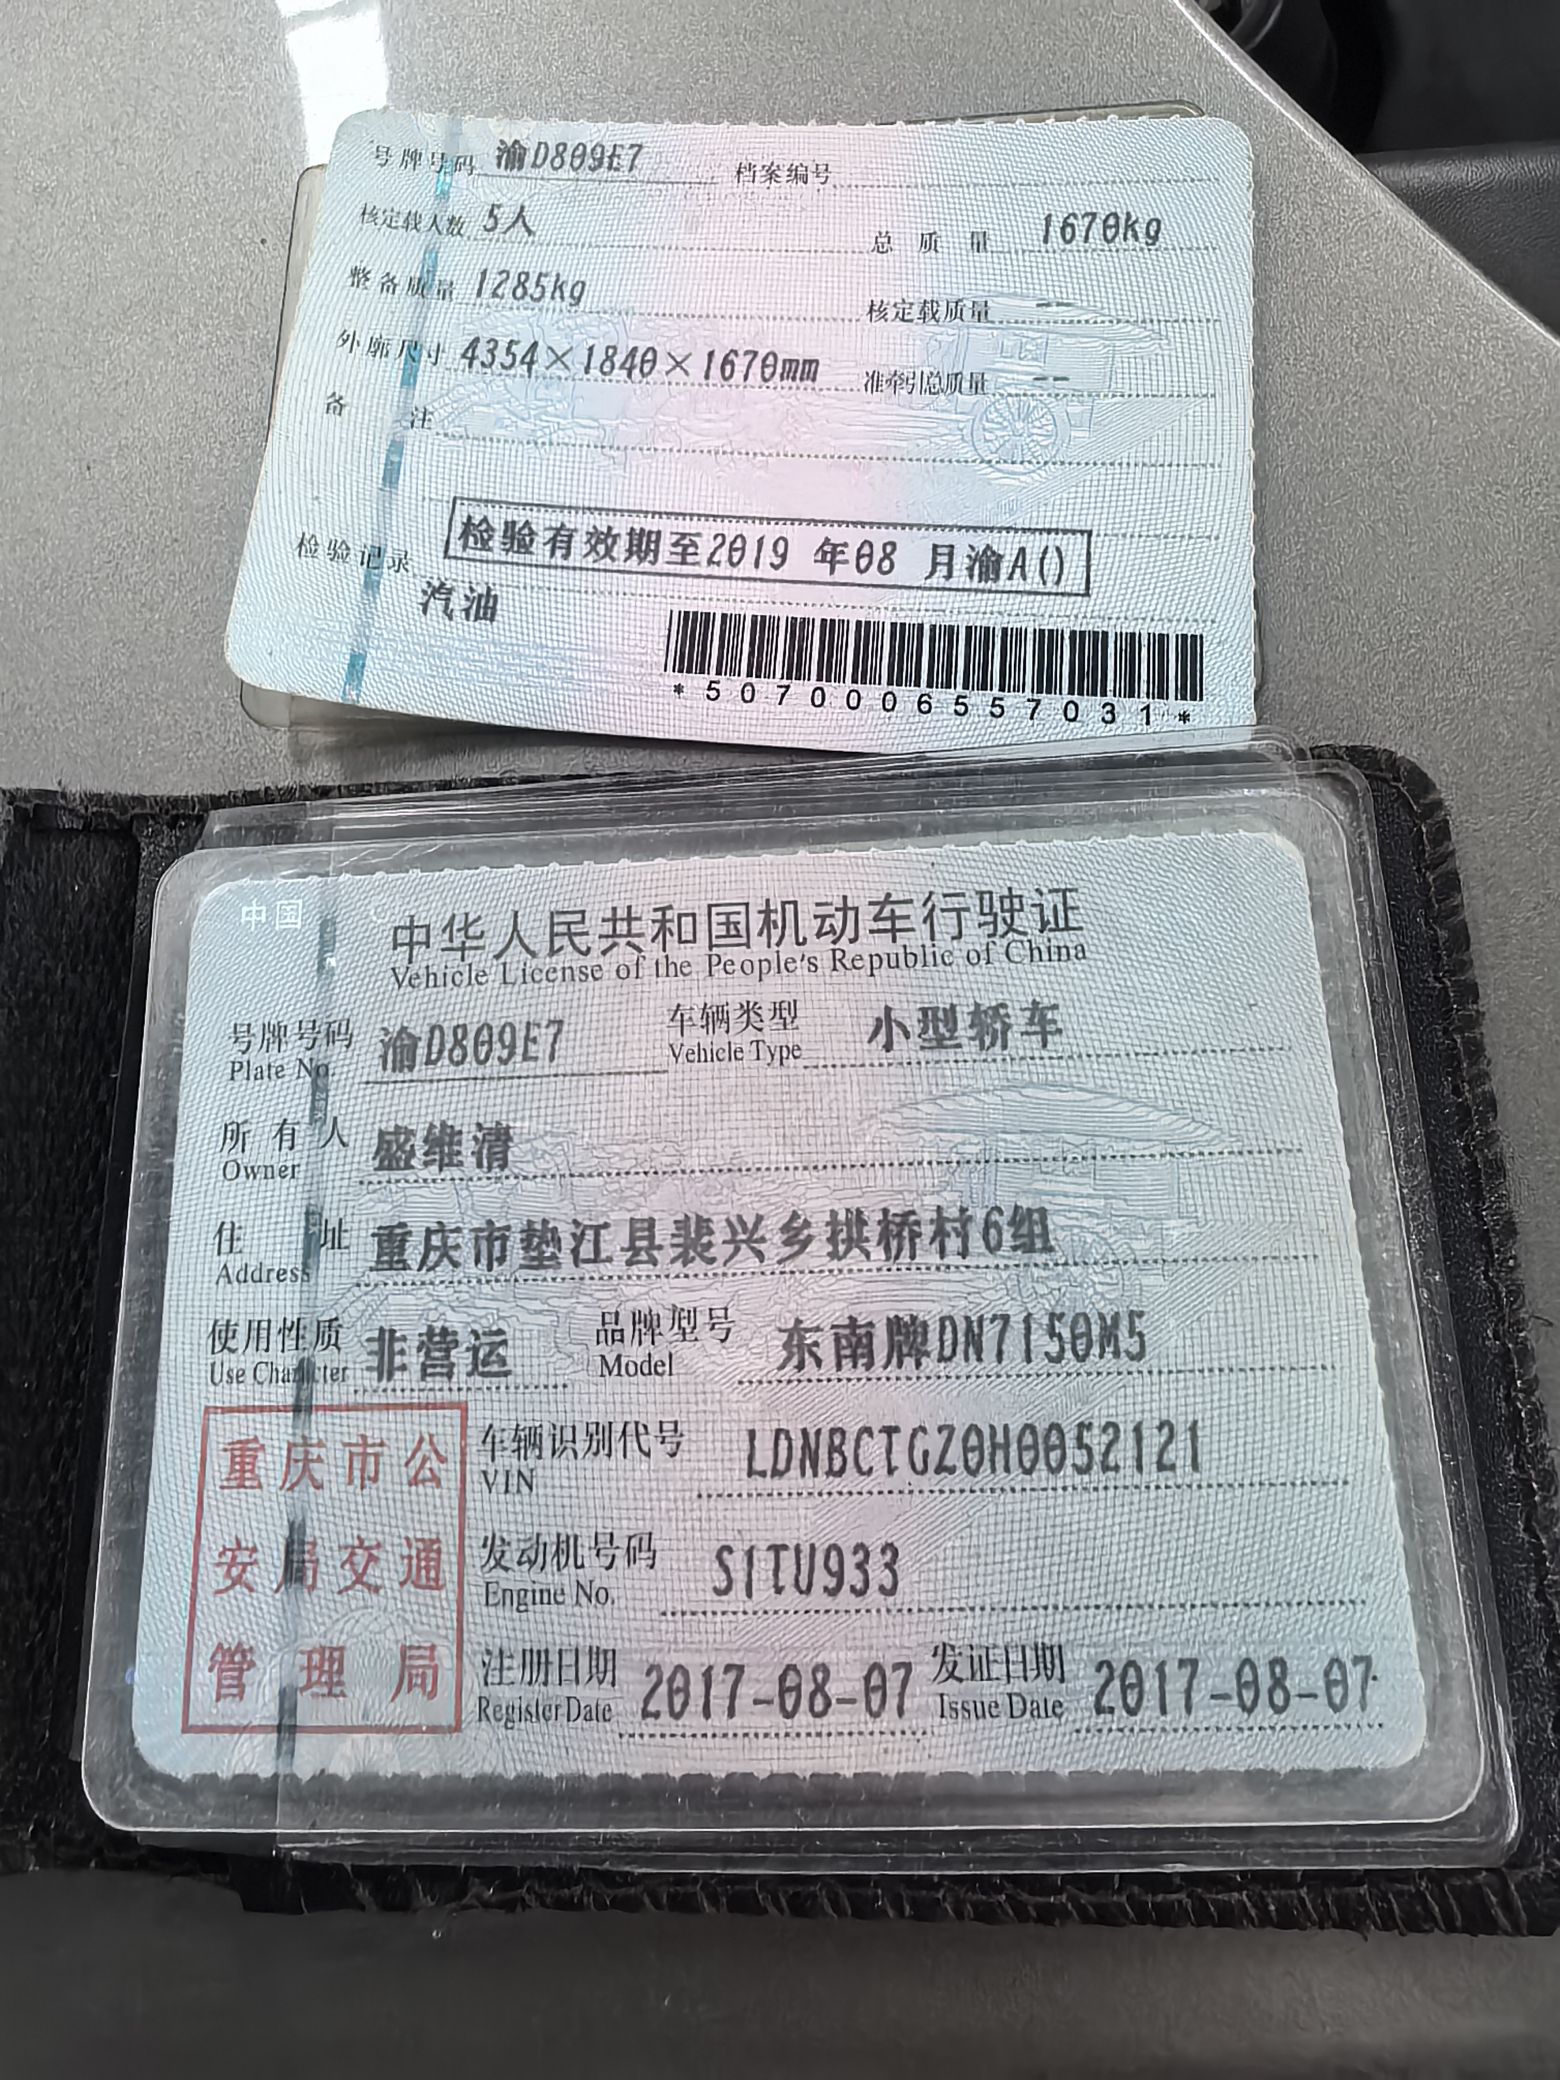 号牌号码 渝D809E7 档案编号
核定载人数 5人 总质量 1670kg
整备质量 1285kg 核定载质量 --
外廓尺寸 4354×1840×1670mm 准牵引总质量 --
备注
检验记录 检验有效期至2019 年08 月渝A()
汽油
*5070006557031*
中国
中华人民共和国机动车行驶证
Vehicle License of the People's Republic of China
号牌号码 渝D809E7 车辆类型 小型轿车
Plate No. Vehicle Type
所有人 盛维清
Owner
住址 重庆市垫江县裴兴乡拱桥村6组
Address
使用性质 非营运 品牌型号 东南牌DN7150M5
Use Character Model
车辆识别代号 LDNBCTGZ0H0052121
VIN
发动机号码 SITU933
Engine No.
注册日期 2017-08-07 发证日期 2017-08-07
Register Date Issue Date
重庆市公
安局交通
管理局